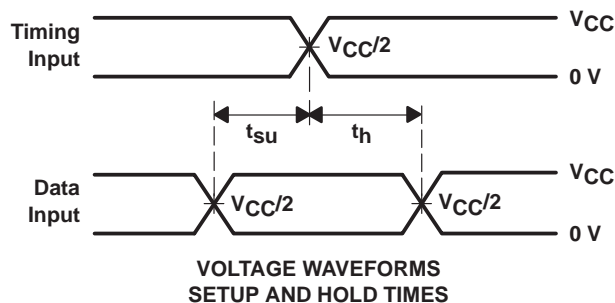 Timing
Input
VCC/2
VCC
0 V
tsu
th
Data
Input
VCC/2
VCC/2
VCC
0 V
VOLTAGE WAVEFORMS
SETUP AND HOLD TIMES